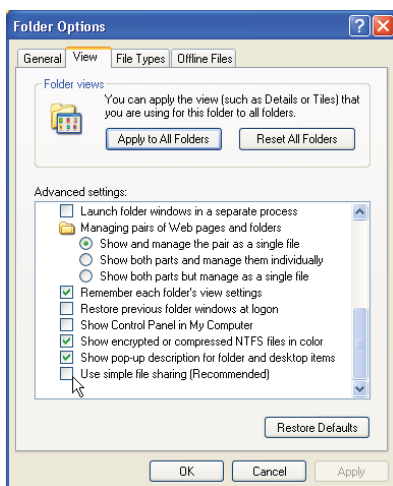 Folder Options
General View File Types Offline Files
Folder views
You can apply the view (such as Details or Tiles) that
you are using for this folder to all folders.
Apply to All Folders Reset All Folders
Advanced settings:
Launch folder windows in a separate process
Managing pairs of Web pages and folders
Show and manage the pair as a single file
Show both parts and manage them individually
Show both parts but manage as a single file
Remember each folder's view settings
Restore previous folder windows at logon
Show Control Panel in My Computer
Show encrypted or compressed NTFS files in color
Show pop-up description for folder and desktop items
Use simple file sharing (Recommended)
Restore Defaults
OK Cancel Apply